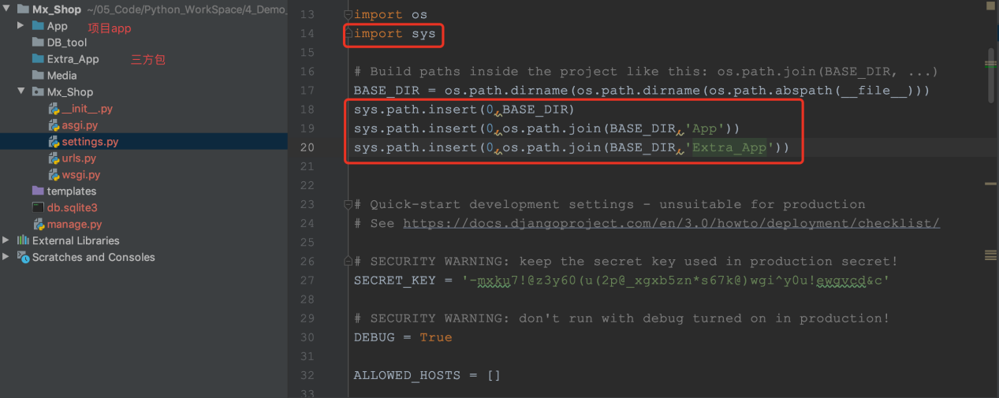 Mx_Shop ~/05_Code/Python_WorkSpace/4_Demo_
App 项目app
DB_tool
Extra_App 三方包
Media
Mx_Shop
__init__.py
asgi.py
settings.py
urls.py
wsgi.py
templates
db.sqlite3
manage.py
External Libraries
Scratches and Consoles
13 import os
14 import sys
15
16 # Build paths inside the project like this: os.path.join(BASE_DIR, ...)
17 BASE_DIR = os.path.dirname(os.path.dirname(os.path.abspath(__file__)))
18 sys.path.insert(0,BASE_DIR)
19 sys.path.insert(0,os.path.join(BASE_DIR,'App'))
20 sys.path.insert(0,os.path.join(BASE_DIR,'Extra_App'))
21
22
23 # Quick-start development settings - unsuitable for production
24 # See https://docs.djangoproject.com/en/3.0/howto/deployment/checklist/
25
26 # SECURITY WARNING: keep the secret key used in production secret!
27 SECRET_KEY = '-mxku7!@z3y60(u(2p@_xgxb5zn*s67k@)wgi^y0u!ewgvcd&c'
28
29 # SECURITY WARNING: don't run with debug turned on in production!
30 DEBUG = True
31
32 ALLOWED_HOSTS = []
33